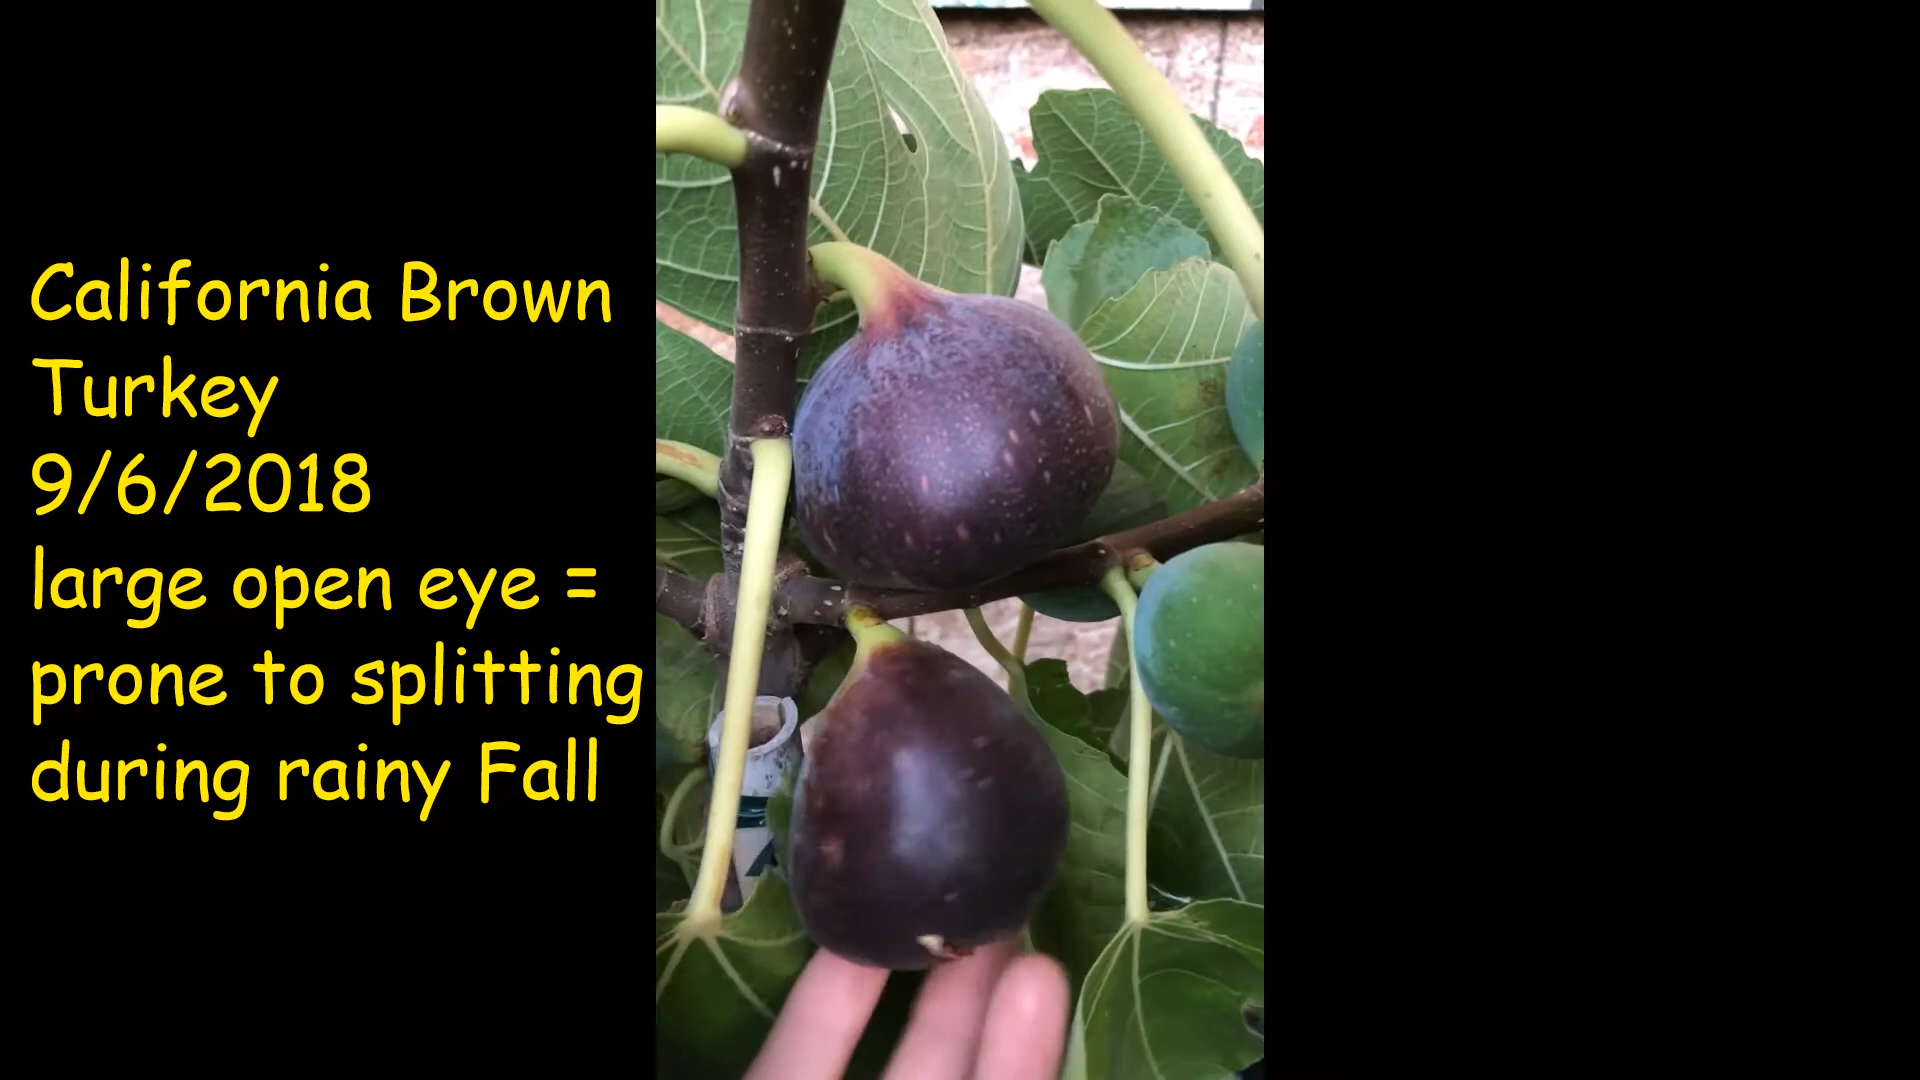 California Brown
Turkey
9/6/2018
large open eye =
prone to splitting
during rainy Fall